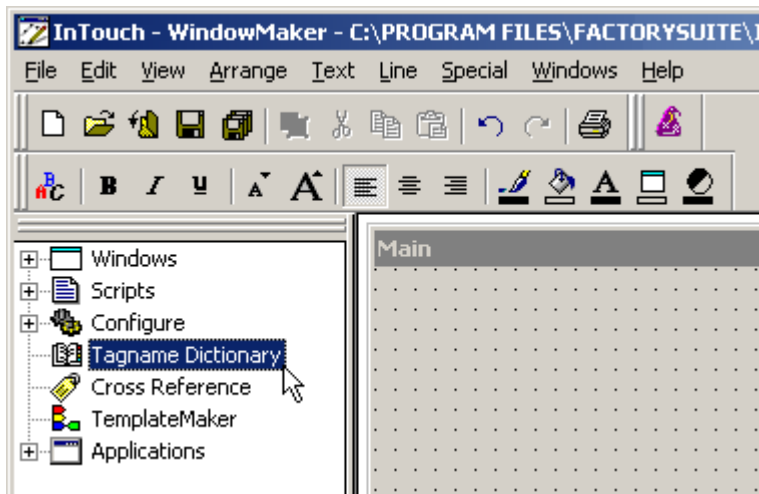 InTouch - WindowMaker - C:\PROGRAM FILES\FACTORYSUITE\
File Edit View Arrange Text Line Special Windows Help
ABC B I U A A A
Main
Windows
Scripts
Configure
Tagname Dictionary
Cross Reference
TemplateMaker
Applications